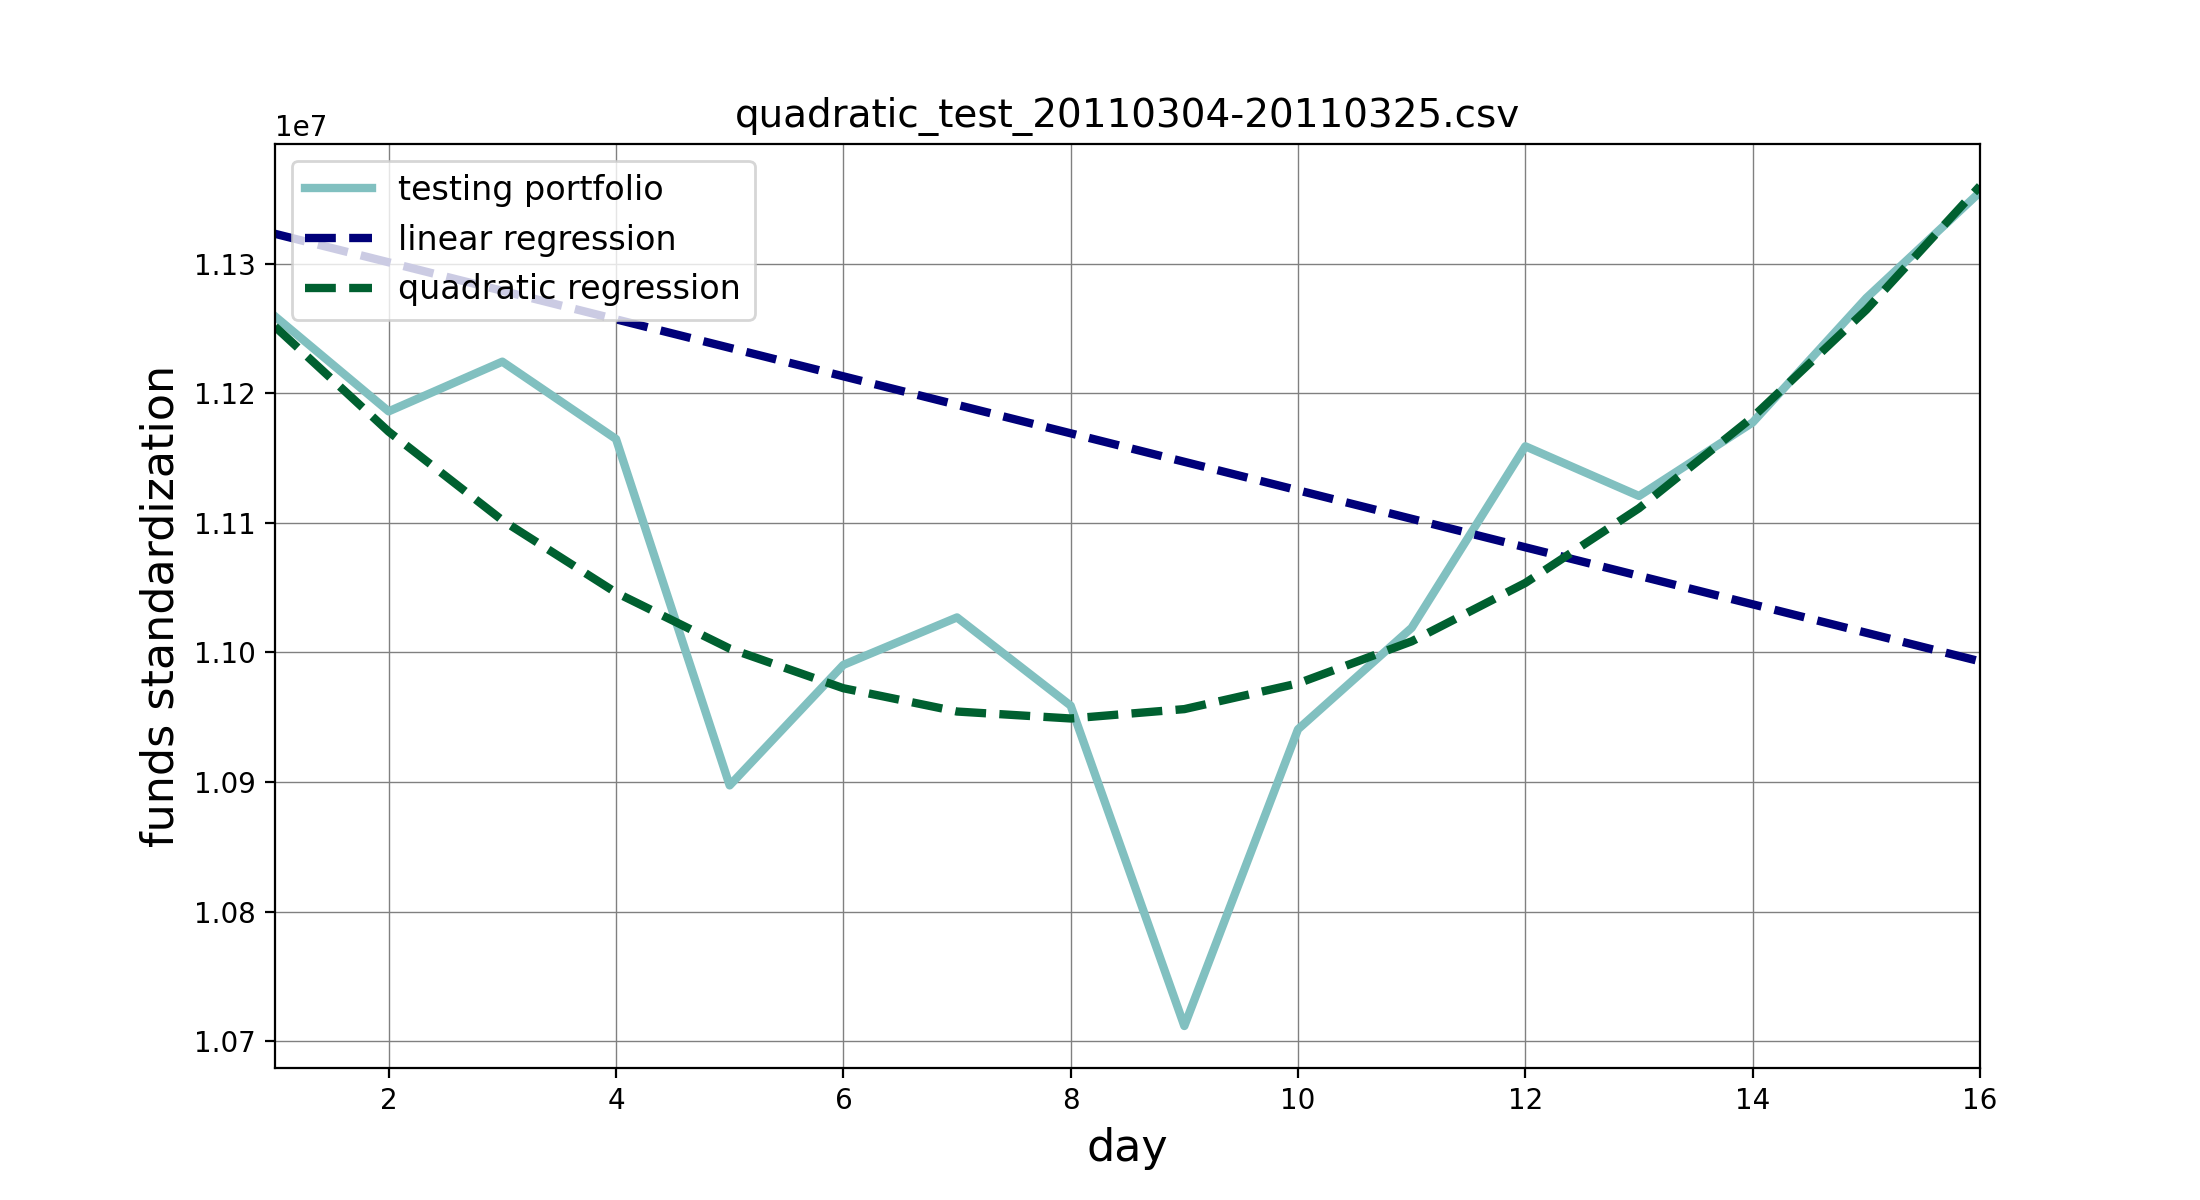 quadratic_test_20110304-20110325.csv
1e7
testing portfolio
linear regression
quadratic regression
funds standardization
1.13
1.12
1.11
1.10
1.09
1.08
1.07
2 4 6 8 10 12 14 16
day